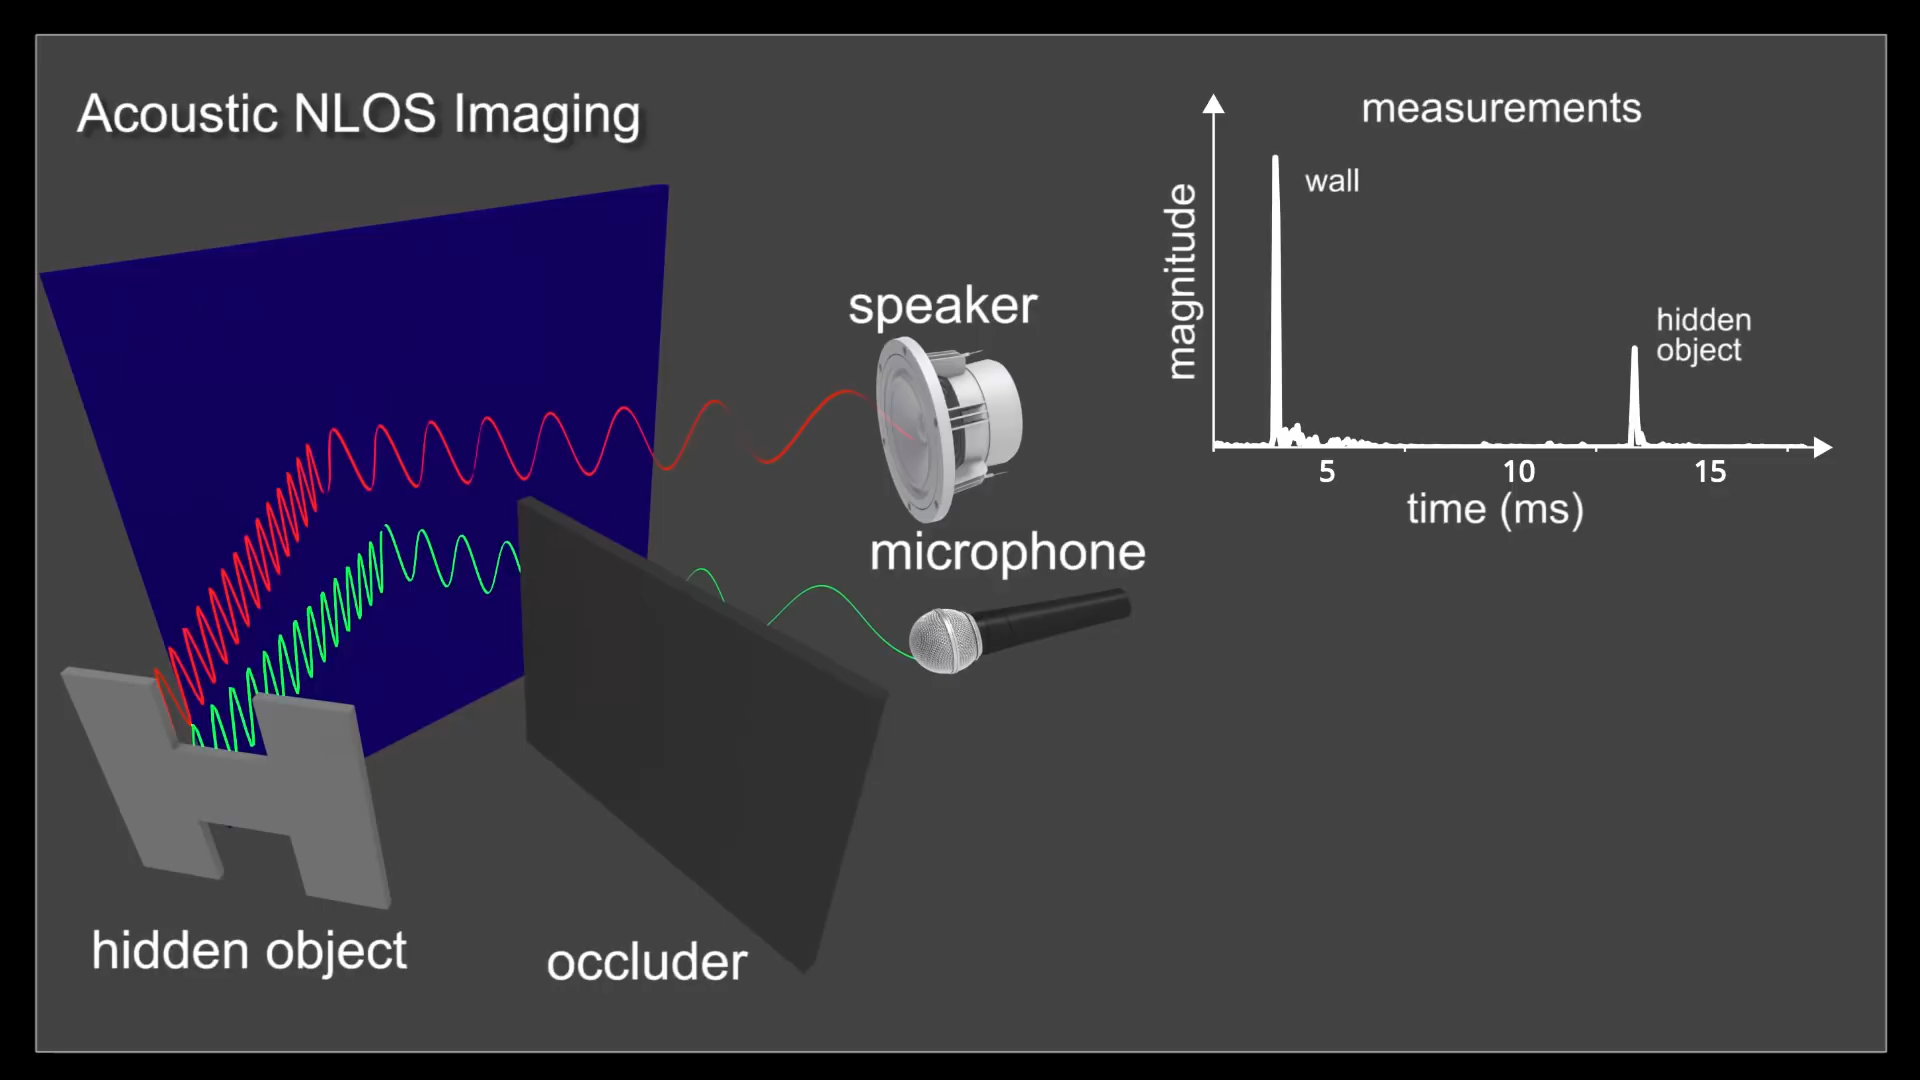 Acoustic NLOS Imaging
measurements
magnitude
wall
hidden
object
5 10 15
time (ms)
speaker
microphone
hidden object
occluder